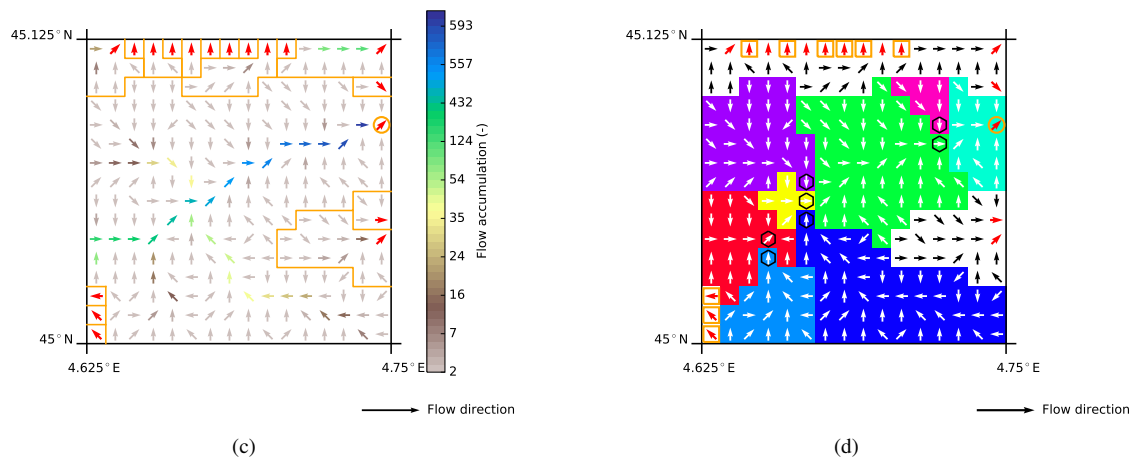 45.125°N
45°N
4.625°E
4.75°E
593
557
432
124
54
35
24
16
7
2
Flow accumulation (-)
Flow direction
(c)
45.125°N
45°N
4.625°E
4.75°E
Flow direction
(d)